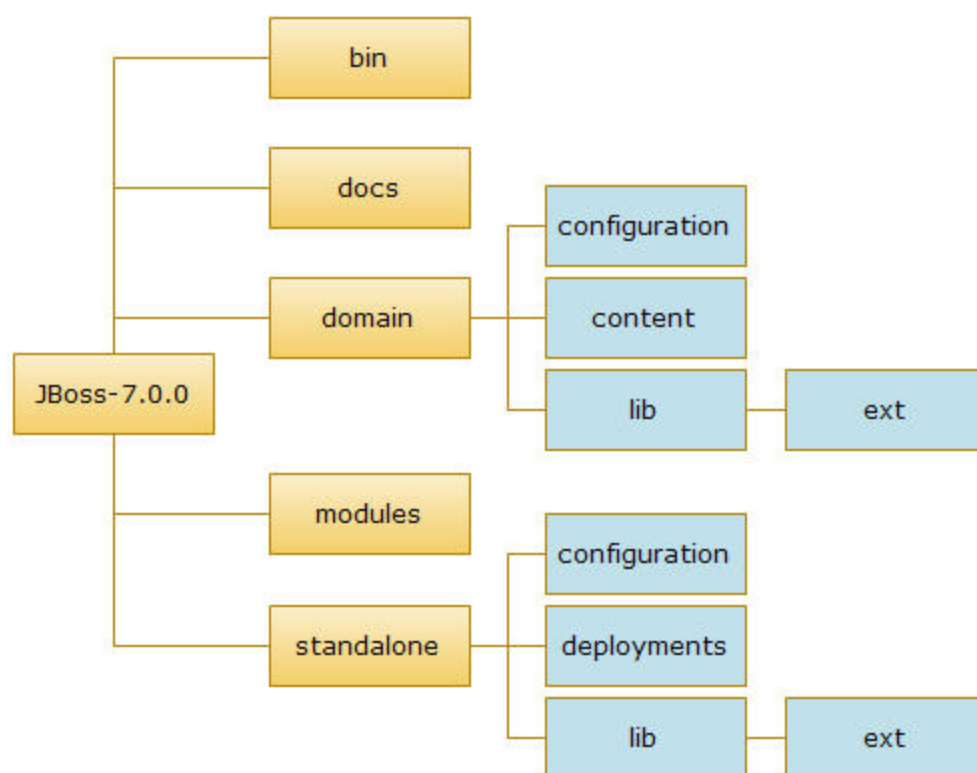 bin
docs
configuration
domain
content
JBoss-7.0.0
lib
ext
modules
configuration
standalone
deployments
lib
ext